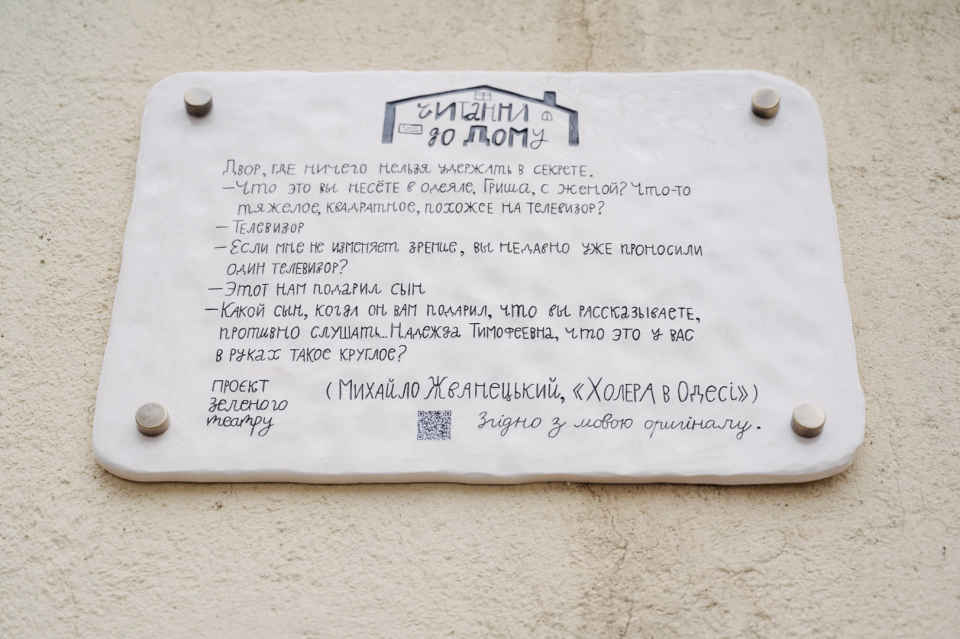 читання
до дому
Двор, где ничего нельзя удержать в секрете.
— Что это вы несёте в одеяле, Гриша, с женой? Что-то
тяжелое, квадратное, похожее на телевизор?
— Телевизор
— Если мне не изменяет зрение, вы недавно уже проносили
один телевизор?
— Этот нам подарил сын
— Какой сын, когда он вам подарил, что вы рассказываете,
противно слушать... Надежда Тимофеевна, что это у вас
в руках такое круглое?
(Михайло Жванецький, «Холера в Одесі»)
Згідно з мовою оригіналу.
проєкт
Зеленого
театру